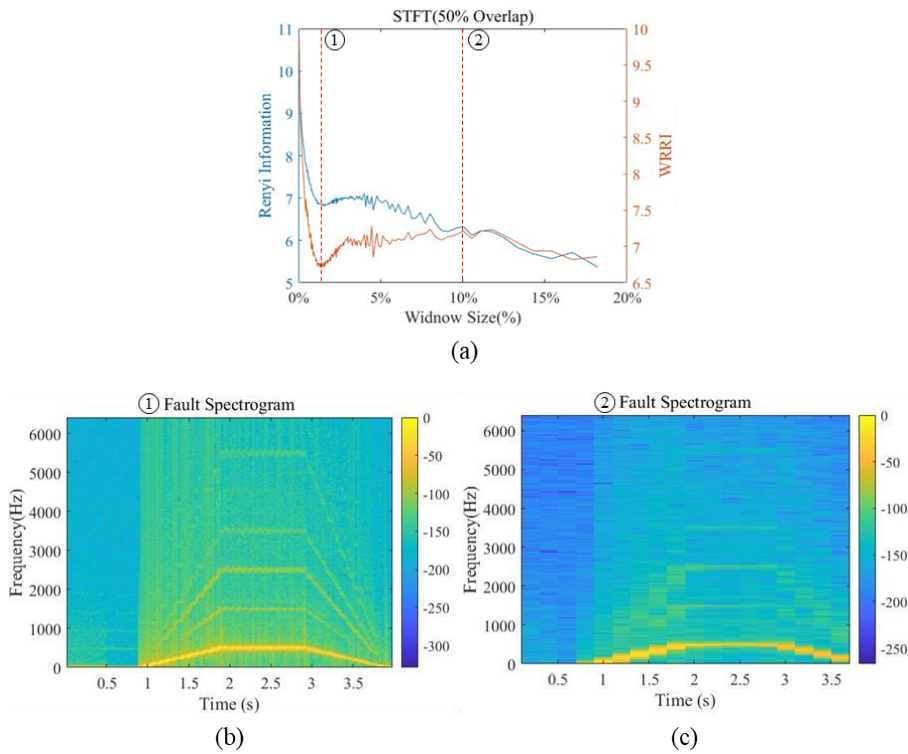 STFT(50% Overlap)
① ②
11 10
10 9.5
9
9 8.5
8 8
7 7.5
6 7
5 6.5
Renyi Information
WRRI
0% 5% 10% 15% 20%
Widnow Size(%)
(a)
① Fault Spectrogram
6000
5000
4000
3000
2000
1000
0
Frequency(Hz)
0.5 1 1.5 2 2.5 3 3.5
Time (s)
0
-50
-100
-150
-200
-250
-300
(b)
② Fault Spectrogram
6000
5000
4000
3000
2000
1000
0
Frequency(Hz)
0.5 1 1.5 2 2.5 3 3.5
Time (s)
0
-50
-100
-150
-200
-250
(c)